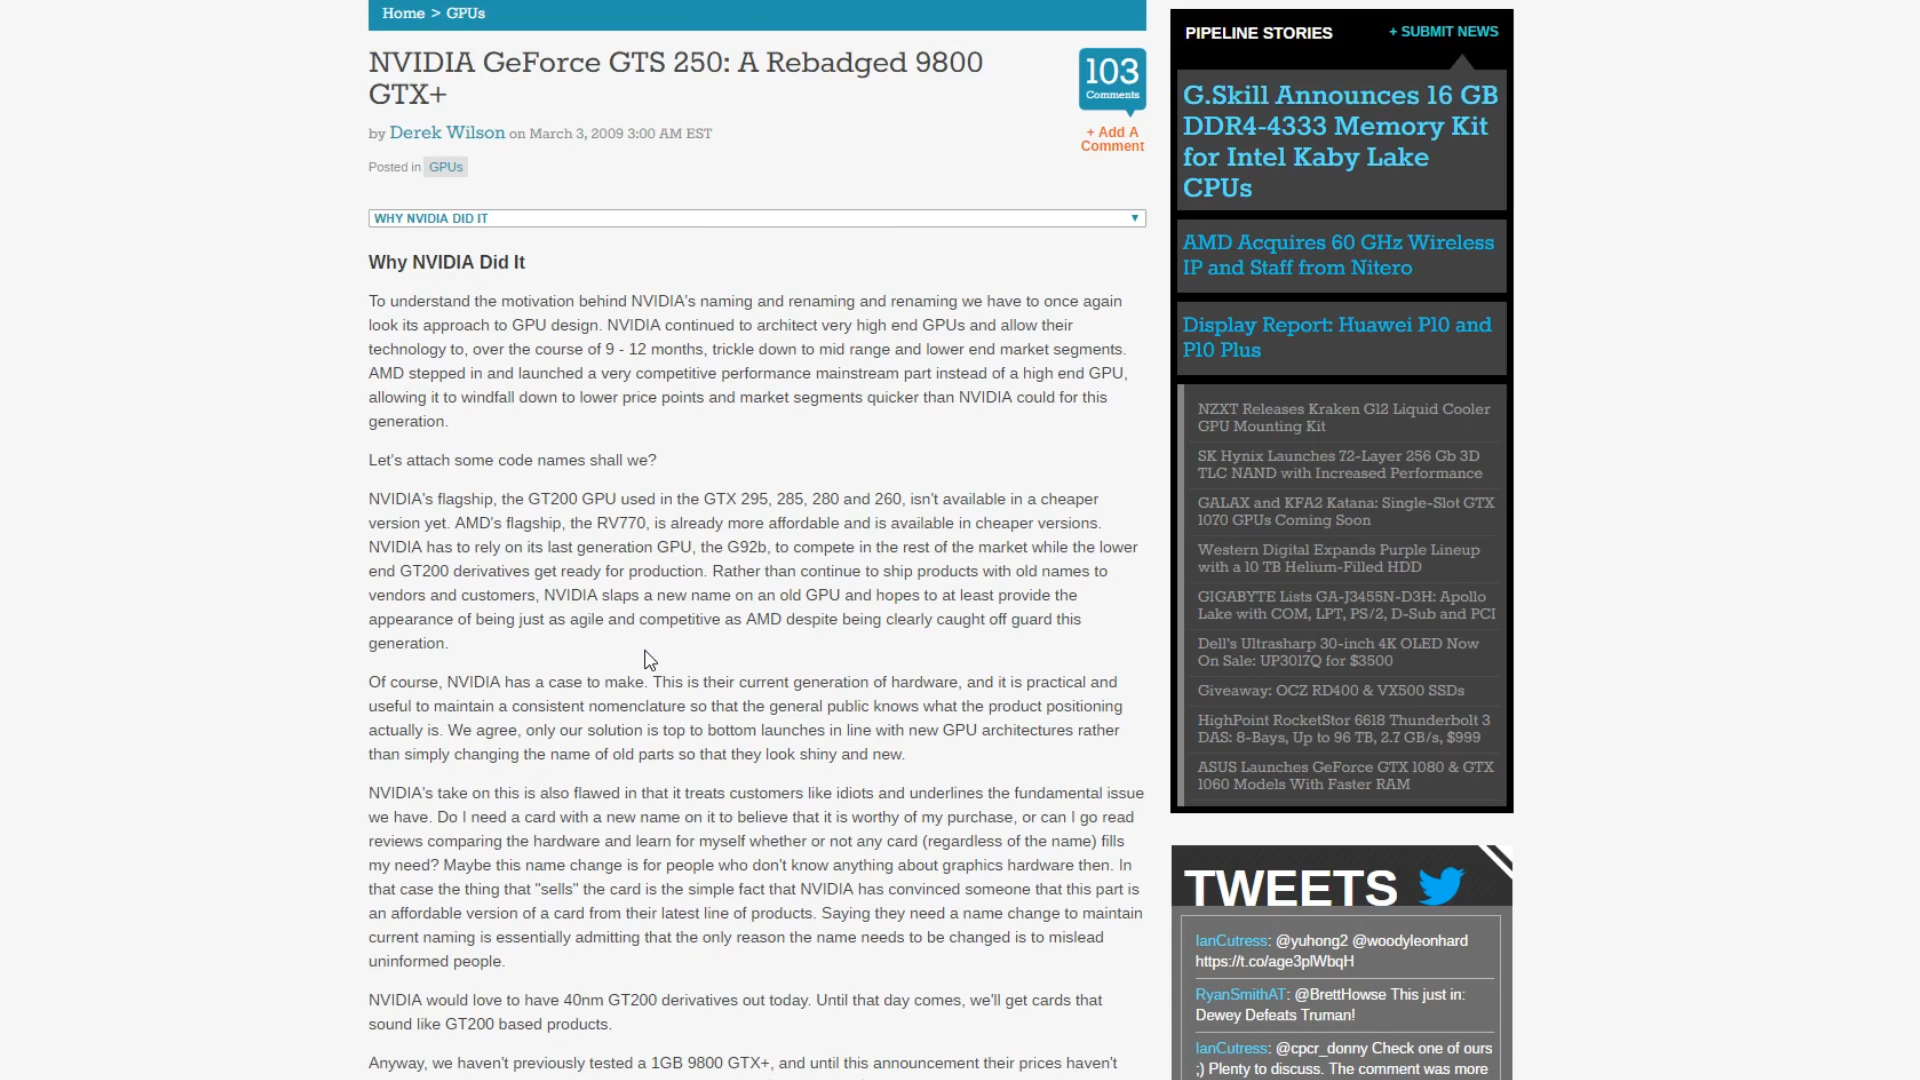 Home > GPUs
NVIDIA GeForce GTS 250: A Rebadged 9800
GTX+
by Derek Wilson on March 3, 2009 3:00 AM EST
Posted in GPUs
103
Comments
+ Add A
Comment
WHY NVIDIA DID IT
Why NVIDIA Did It
To understand the motivation behind NVIDIA's naming and renaming and renaming we have to once again
look its approach to GPU design. NVIDIA continued to architect very high end GPUs and allow their
technology to, over the course of 9 - 12 months, trickle down to mid range and lower end market segments.
AMD stepped in and launched a very competitive performance mainstream part instead of a high end GPU,
allowing it to windfall down to lower price points and market segments quicker than NVIDIA could for this
generation.
Let's attach some code names shall we?
NVIDIA's flagship, the GT200 GPU used in the GTX 295, 285, 280 and 260, isn't available in a cheaper
version yet. AMD's flagship, the RV770, is already more affordable and is available in cheaper versions.
NVIDIA has to rely on its last generation GPU, the G92b, to compete in the rest of the market while the lower
end GT200 derivatives get ready for production. Rather than continue to ship products with old names to
vendors and customers, NVIDIA slaps a new name on an old GPU and hopes to at least provide the
appearance of being just as agile and competitive as AMD despite being clearly caught off guard this
generation.
Of course, NVIDIA has a case to make. This is their current generation of hardware, and it is practical and
useful to maintain a consistent nomenclature so that the general public knows what the product positioning
actually is. We agree, only our solution is top to bottom launches in line with new GPU architectures rather
than simply changing the name of old parts so that they look shiny and new.
NVIDIA's take on this is also flawed in that it treats customers like idiots and underlines the fundamental issue
we have. Do I need a card with a new name on it to believe that it is worthy of my purchase, or can I go read
reviews comparing the hardware and learn for myself whether or not any card (regardless of the name) fills
my need? Maybe this name change is for people who don't know anything about graphics hardware then. In
that case the thing that "sells" the card is the simple fact that NVIDIA has convinced someone that this part is
an affordable version of a card from their latest line of products. Saying they need a name change to maintain
current naming is essentially admitting that the only reason the name needs to be changed is to mislead
uninformed people.
NVIDIA would love to have 40nm GT200 derivatives out today. Until that day comes, we'll get cards that
sound like GT200 based products.
Anyway, we haven't previously tested a 1GB 9800 GTX+, and until this announcement their prices haven't
PIPELINE STORIES
+ SUBMIT NEWS
G.Skill Announces 16 GB
DDR4-4333 Memory Kit
for Intel Kaby Lake
CPUs
AMD Acquires 60 GHz Wireless
IP and Staff from Nitero
Display Report: Huawei P10 and
P10 Plus
NZXT Releases Kraken G12 Liquid Cooler
GPU Mounting Kit
SK Hynix Launches 72-Layer 256 Gb 3D
TLC NAND with Increased Performance
GALAX and KFA2 Katana: Single-Slot GTX
1070 GPUs Coming Soon
Western Digital Expands Purple Lineup
with a 10 TB Helium-Filled HDD
GIGABYTE Lists GA-J3455N-D3H: Apollo
Lake with COM, LPT, PS/2, D-Sub and PCI
Dell's Ultrasharp 30-inch 4K OLED Now
On Sale: UP3017Q for $3500
Giveaway: OCZ RD400 & VX500 SSDs
HighPoint RocketStor 6618 Thunderbolt 3
DAS: 8-Bays, Up to 96 TB, 2.7 GB/s, $999
ASUS Launches GeForce GTX 1080 & GTX
1060 Models With Faster RAM
TWEETS
IanCutress: @yuhong2 @woodyleonhard
https://t.co/age3plWbqH
RyanSmithAT: @BrettHowse This just in:
Dewey Defeats Truman!
IanCutress: @cpcr_donny Check one of ours
;) Plenty to discuss. The comment was more